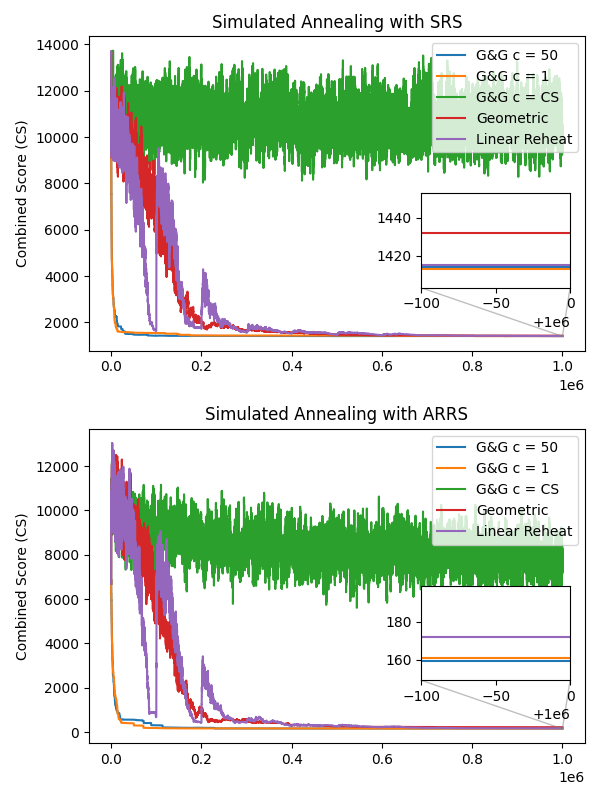 Simulated Annealing with SRS
14000
12000
10000
8000
6000
4000
2000
Combined Score (CS)
G&G c = 50
G&G c = 1
G&G c = CS
Geometric
Linear Reheat
1440
1420
−100
−50
0
+1e6
0.0
0.2
0.4
0.6
0.8
1.0
1e6
Simulated Annealing with ARRS
12000
10000
8000
6000
4000
2000
0
Combined Score (CS)
G&G c = 50
G&G c = 1
G&G c = CS
Geometric
Linear Reheat
180
160
−100
−50
0
+1e6
0.0
0.2
0.4
0.6
0.8
1.0
1e6